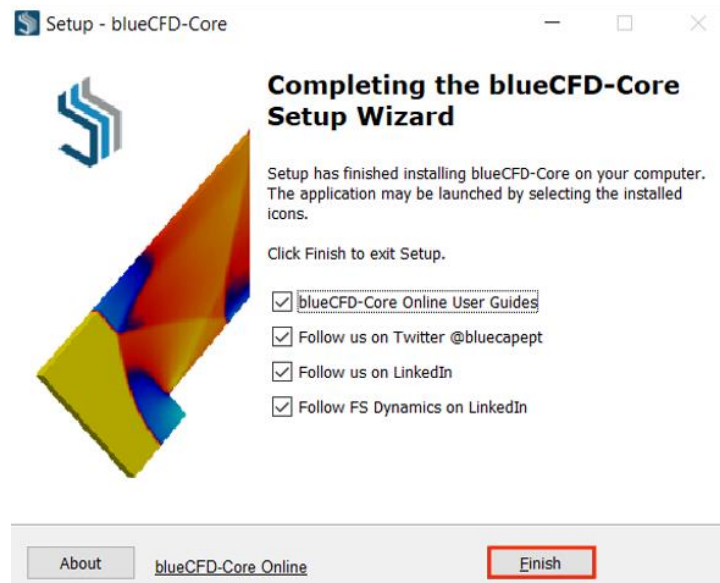 Setup - blueCFD-Core
Completing the blueCFD-Core
Setup Wizard
Setup has finished installing blueCFD-Core on your computer.
The application may be launched by selecting the installed
icons.
Click Finish to exit Setup.
blueCFD-Core Online User Guides
Follow us on Twitter @bluecapept
Follow us on LinkedIn
Follow FS Dynamics on LinkedIn
About
blueCFD-Core Online
Finish